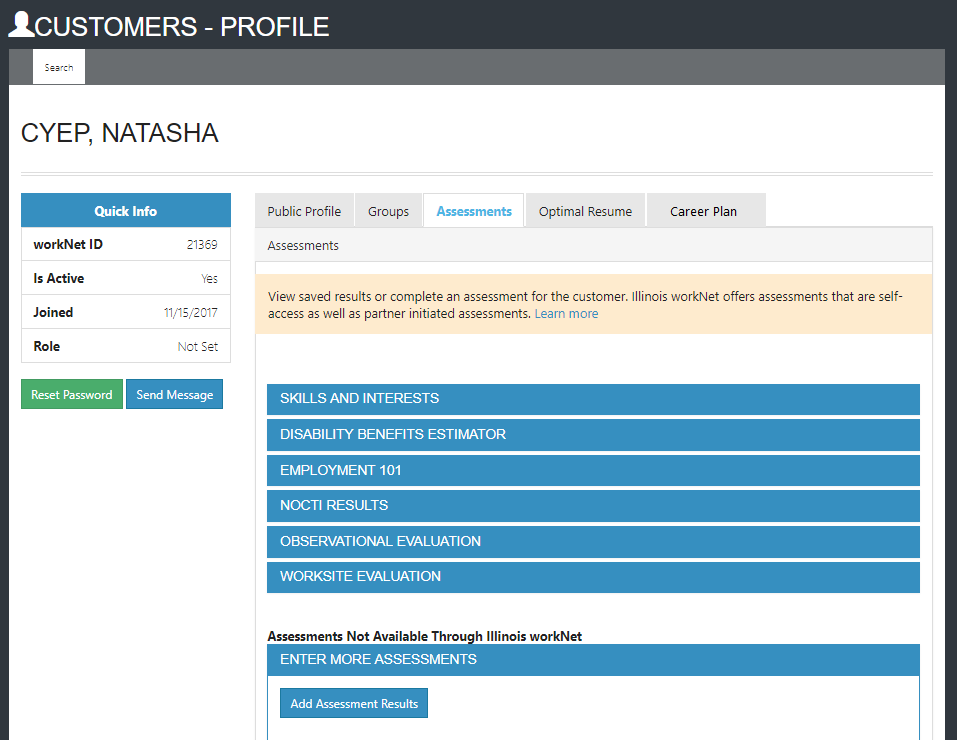 CUSTOMERS - PROFILE
Search
CYEP, NATASHA
Quick Info
workNet ID 21369
Is Active Yes
Joined 11/15/2017
Role Not Set
Reset Password Send Message
Public Profile Groups Assessments Optimal Resume Career Plan
Assessments
View saved results or complete an assessment for the customer. Illinois workNet offers assessments that are self-
access as well as partner initiated assessments. Learn more
SKILLS AND INTERESTS
DISABILITY BENEFITS ESTIMATOR
EMPLOYMENT 101
NOCTI RESULTS
OBSERVATIONAL EVALUATION
WORKSITE EVALUATION
Assessments Not Available Through Illinois workNet
ENTER MORE ASSESSMENTS
Add Assessment Results